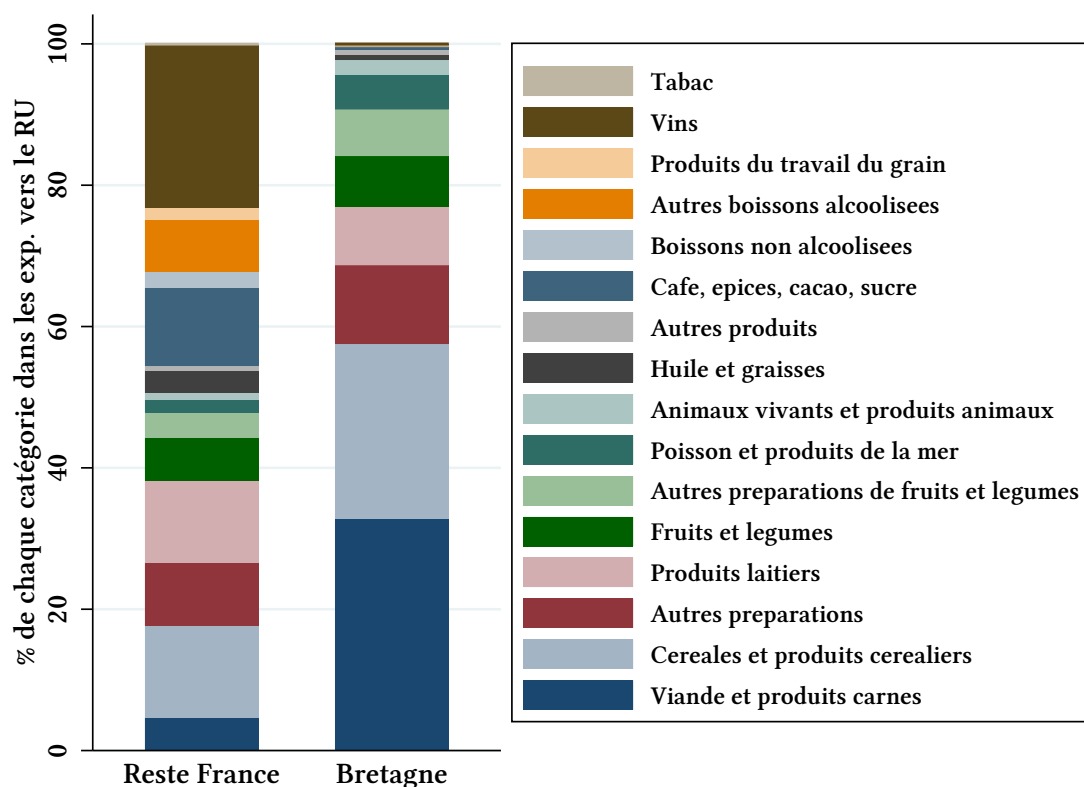 % de chaque catégorie dans les exp. vers le RU
100
80
60
40
20
0
Reste France
Bretagne
Tabac
Vins
Produits du travail du grain
Autres boissons alcoolisees
Boissons non alcoolisees
Cafe, epices, cacao, sucre
Autres produits
Huile et graisses
Animaux vivants et produits animaux
Poisson et produits de la mer
Autres preparations de fruits et legumes
Fruits et legumes
Produits laitiers
Autres preparations
Cereales et produits cerealiers
Viande et produits carnes